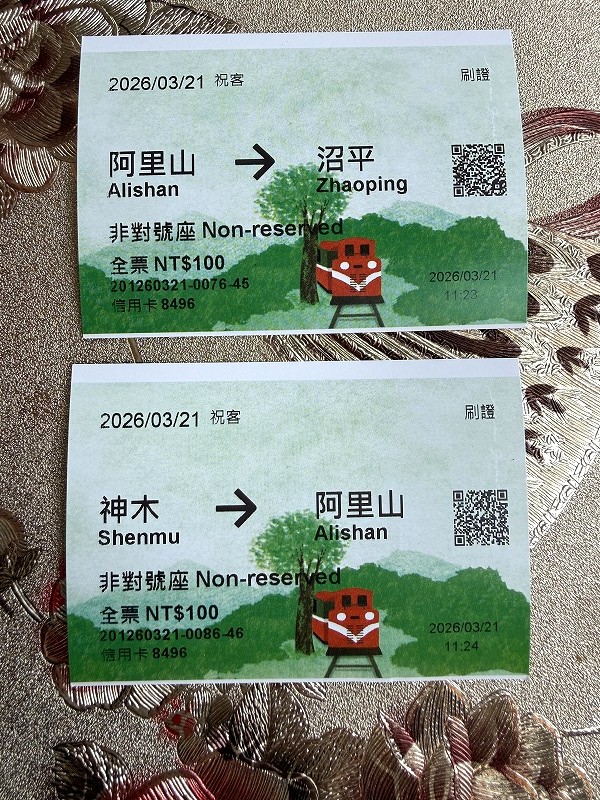 2026/03/21 祝客 刷證
阿里山 → 沼平
Alishan Zhaoping
非對號座 Non-reserved
全票 NT$100
201260321-0076-45 2026/03/21
信用卡 8496 11:23
2026/03/21 祝客 刷證
神木 → 阿里山
Shenmu Alishan
非對號座 Non-reserved
全票 NT$100
201260321-0086-46 2026/03/21
信用卡 8496 11:24